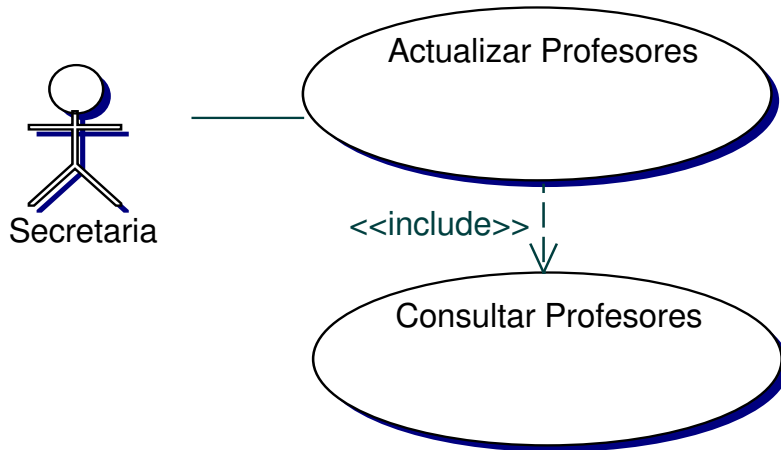 Actualizar Profesores
Secretaria
<<include>>
Consultar Profesores